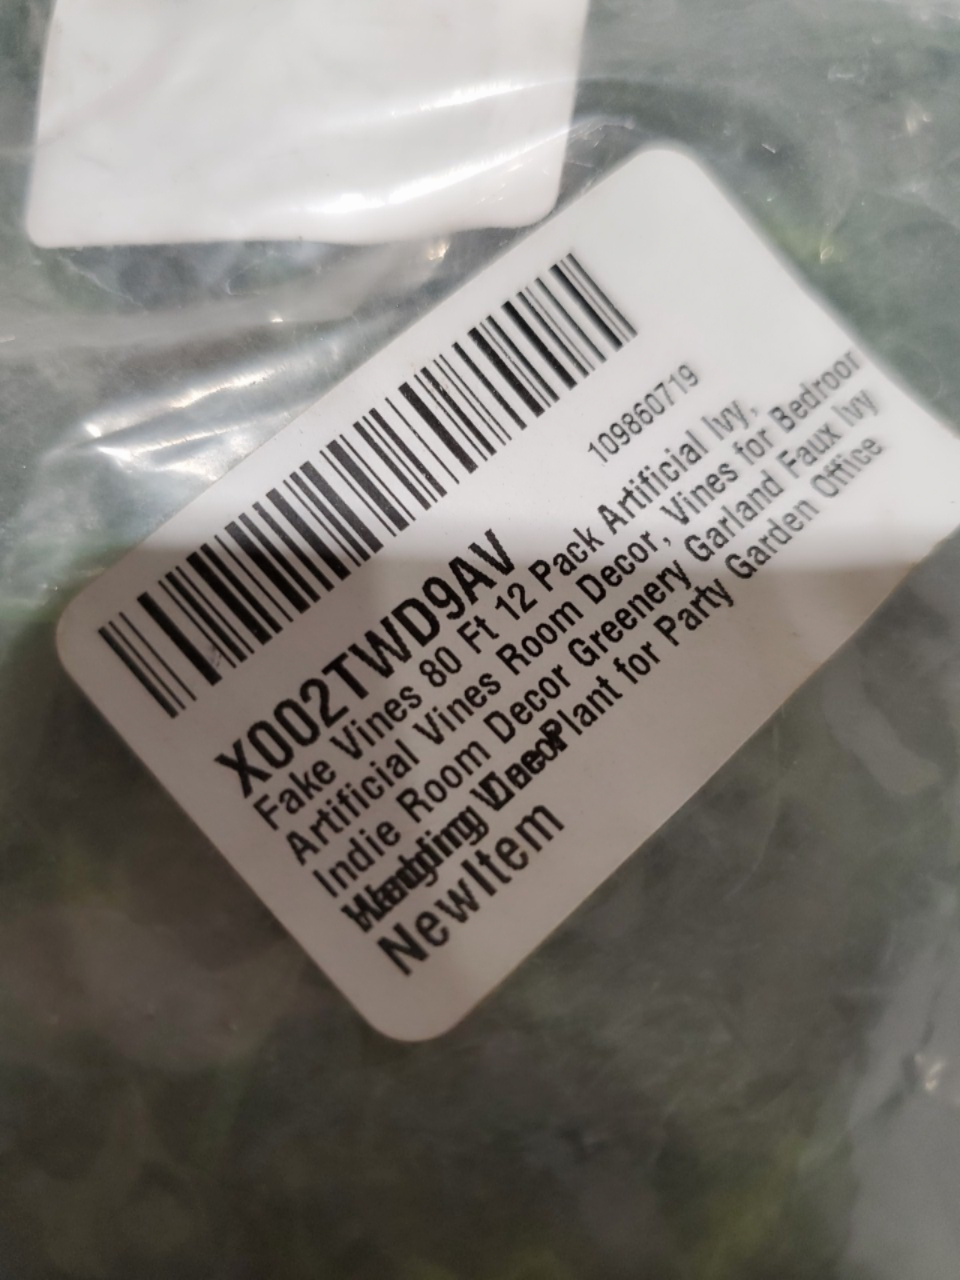 109860719
X002TWD9AV
Fake Vines 80 Ft 12 Pack Artificial Ivy,
Artificial Vines Room Decor, Vines for Bedroom
Indie Room Decor Greenery Garland Faux Ivy
Plant for Party Garden Office
NewItem